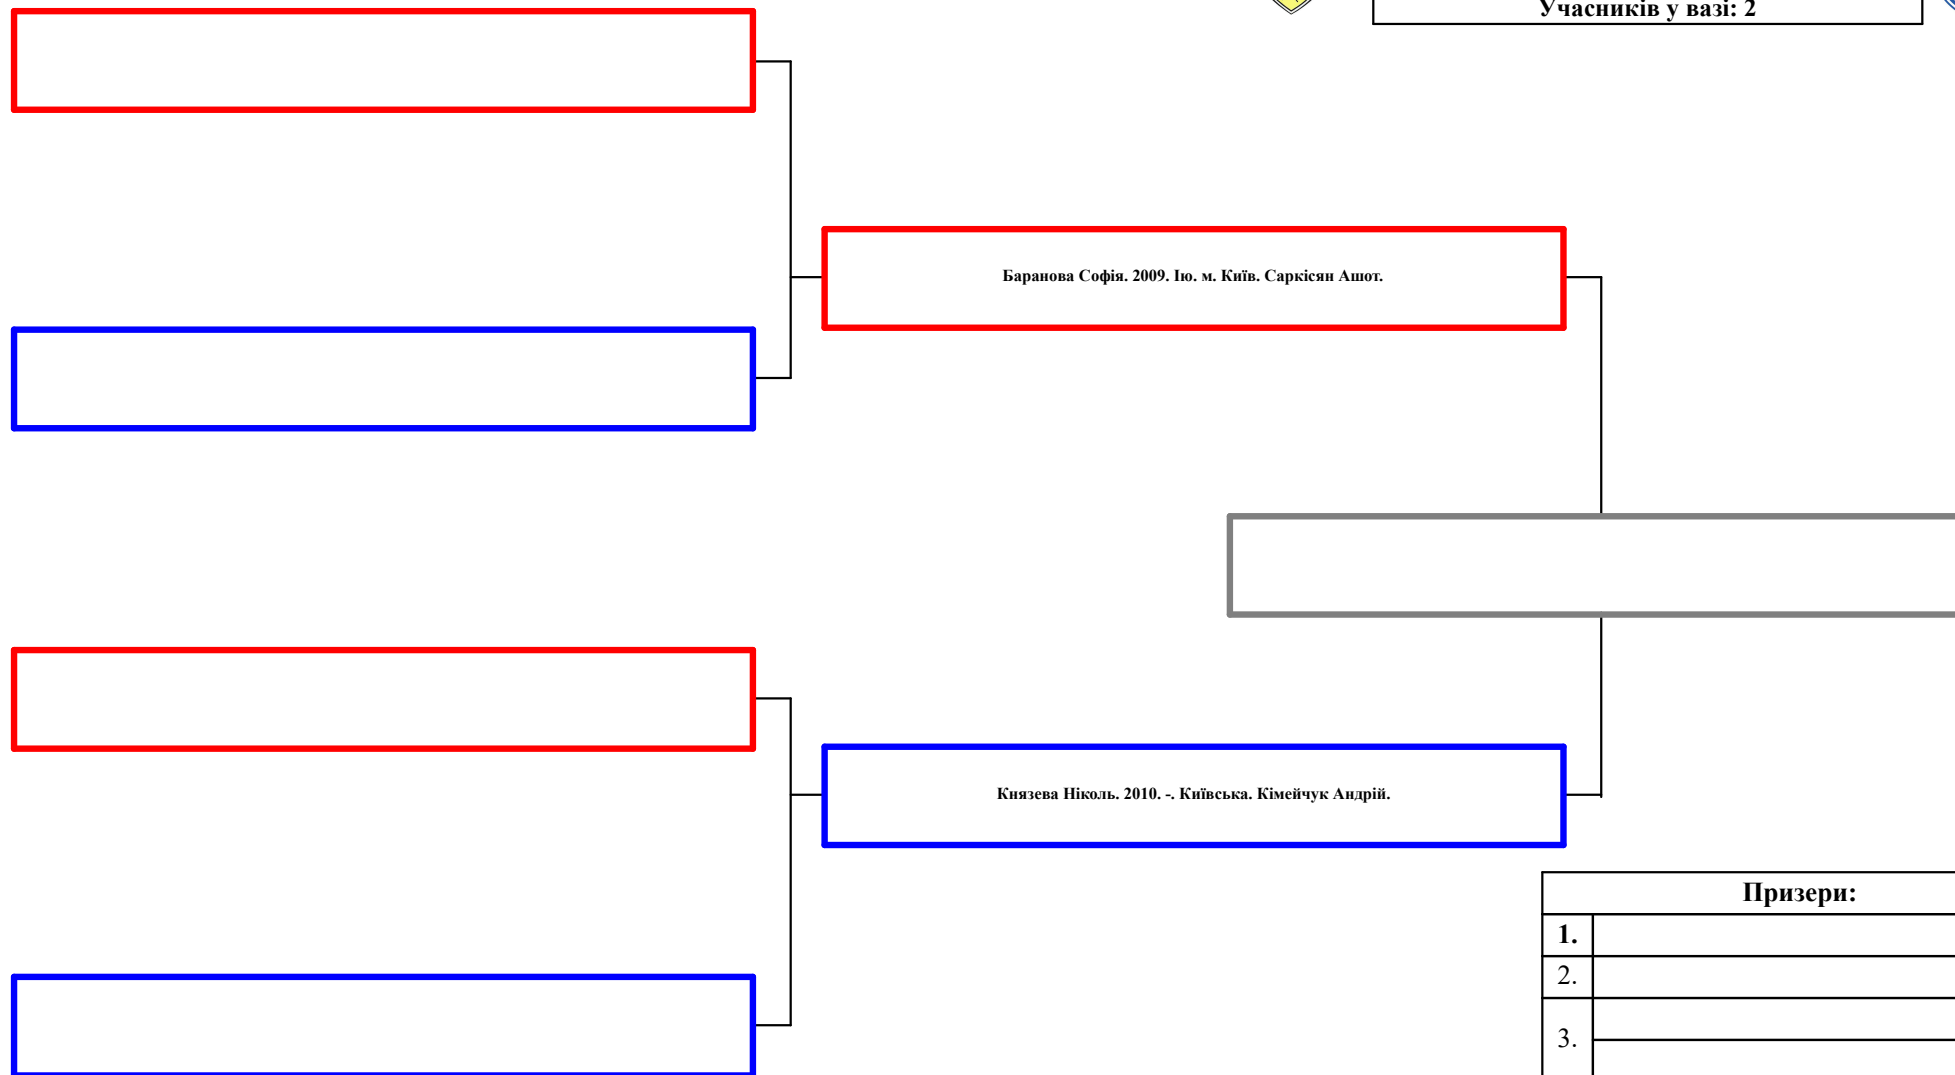 Учасників у вазі: 2
Баранова Софія. 2009. Ію. м. Київ. Саркісян Ашот.
Князева Ніколь. 2010. -. Київська. Кімейчук Андрій.
Призери:
1.
2.
3.